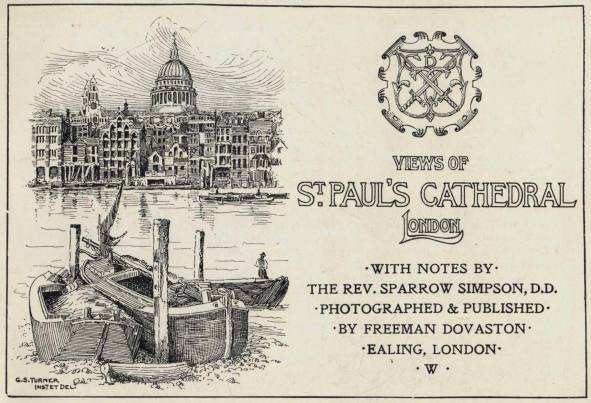 D
VIEWS OF
ST PAUL'S CATHEDRAL
LONDON
·WITH NOTES BY·
THE REV. SPARROW SIMPSON, D.D.
·PHOTOGRAPHED & PUBLISHED·
·BY FREEMAN DOVASTON·
·EALING, LONDON·
·W·
G.S. TURNER
INST ET DEL.